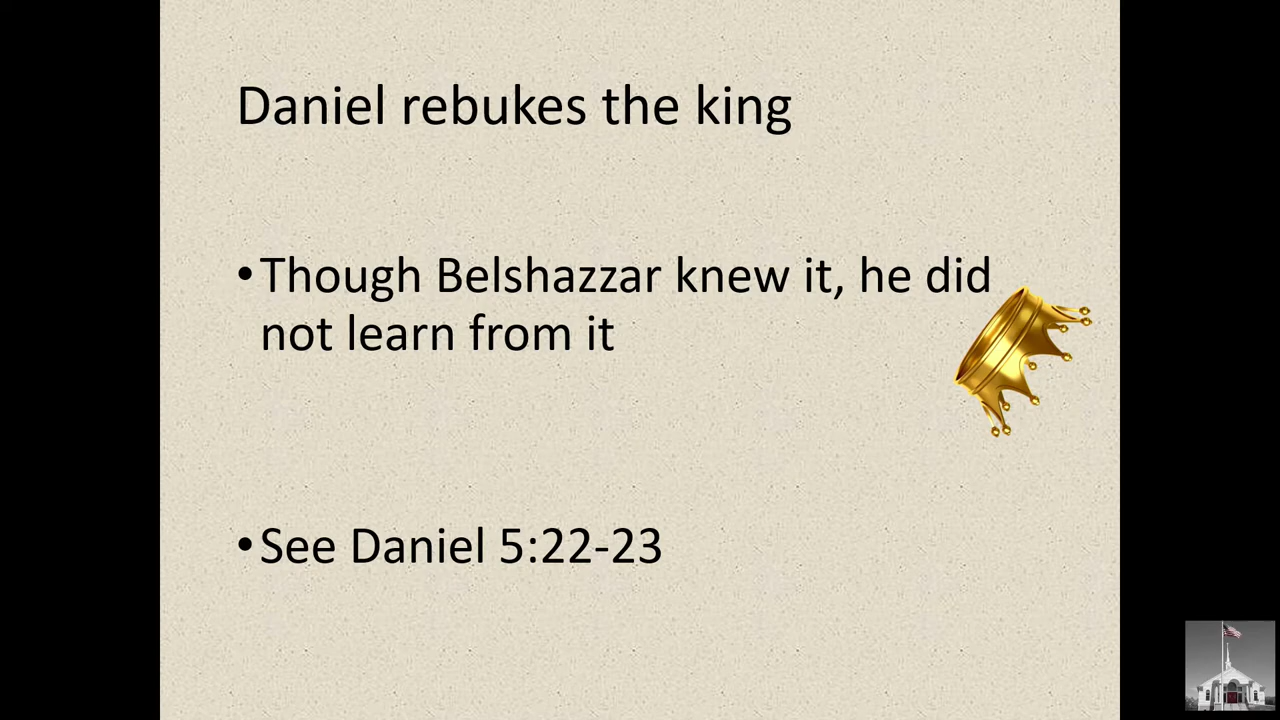 Daniel rebukes the king
•Though Belshazzar knew it, he did
not learn from it
•See Daniel 5:22-23